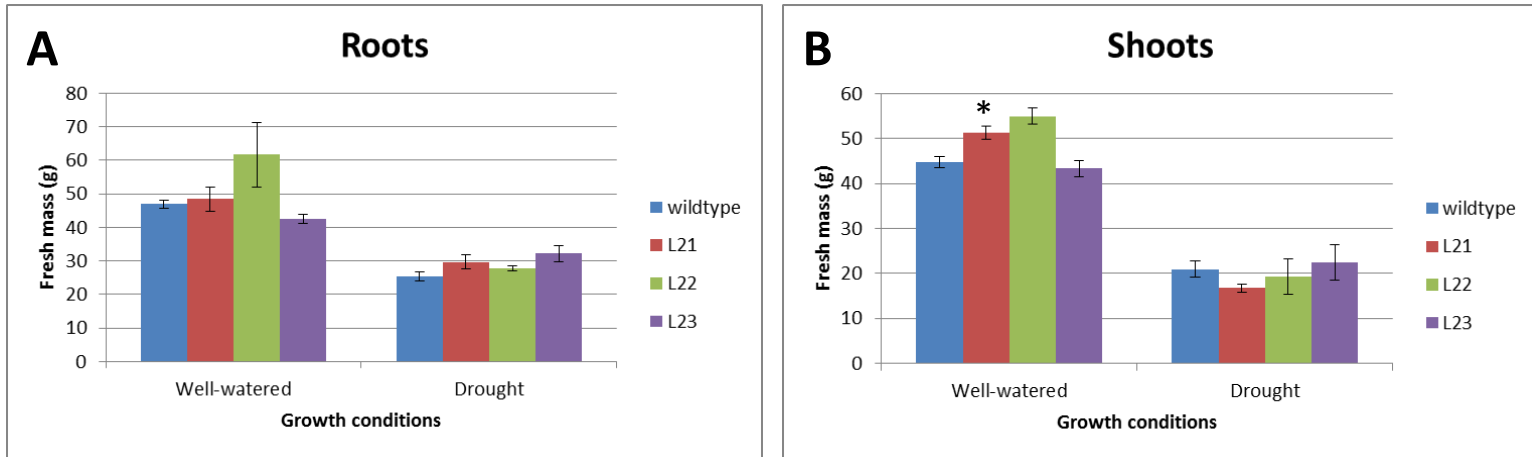 A
Roots
80
70
60
50
40
30
20
10
0
Fresh mass (g)
Well-watered
Drought
Growth conditions
wildtype
L21
L22
L23
B
Shoots
60
50
40
30
20
10
0
Fresh mass (g)
*
Well-watered
Drought
Growth conditions
wildtype
L21
L22
L23